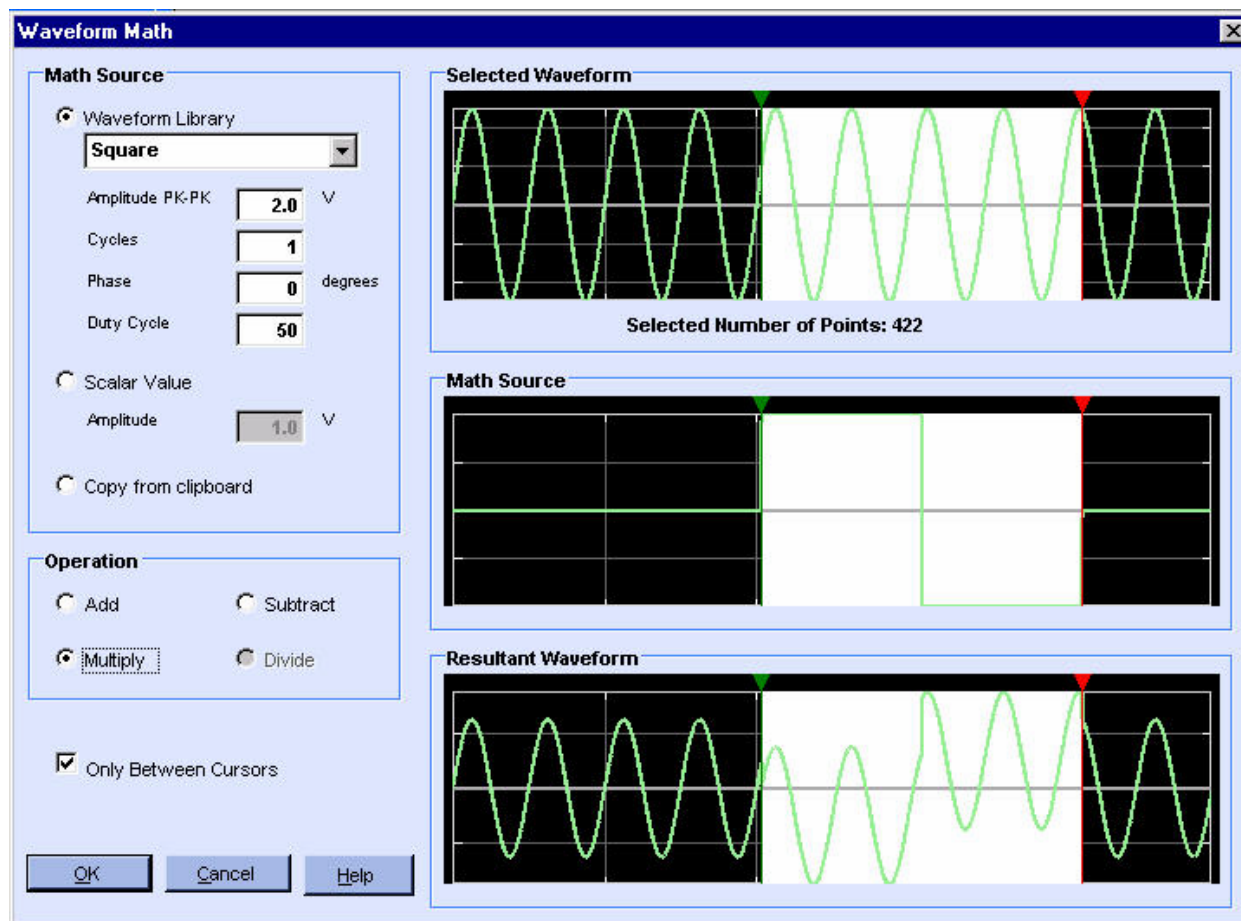 Waveform Math
Math Source
Waveform Library
Square
Amplitude PK-PK 2.0 V
Cycles 1
Phase 0 degrees
Duty Cycle 50
Scalar Value
Amplitude 1.0 V
Copy from clipboard
Operation
Add Subtract
Multiply Divide
Only Between Cursors
OK Cancel Help
Selected Waveform
Selected Number of Points: 422
Math Source
Resultant Waveform